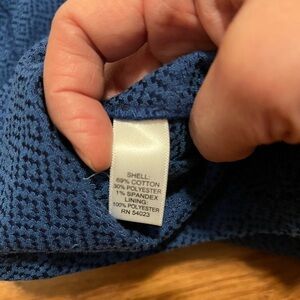 SHELL:
69% COTTON
30% POLYESTER
1% SPANDEX
LINING
100% POLYESTER
RN 54023